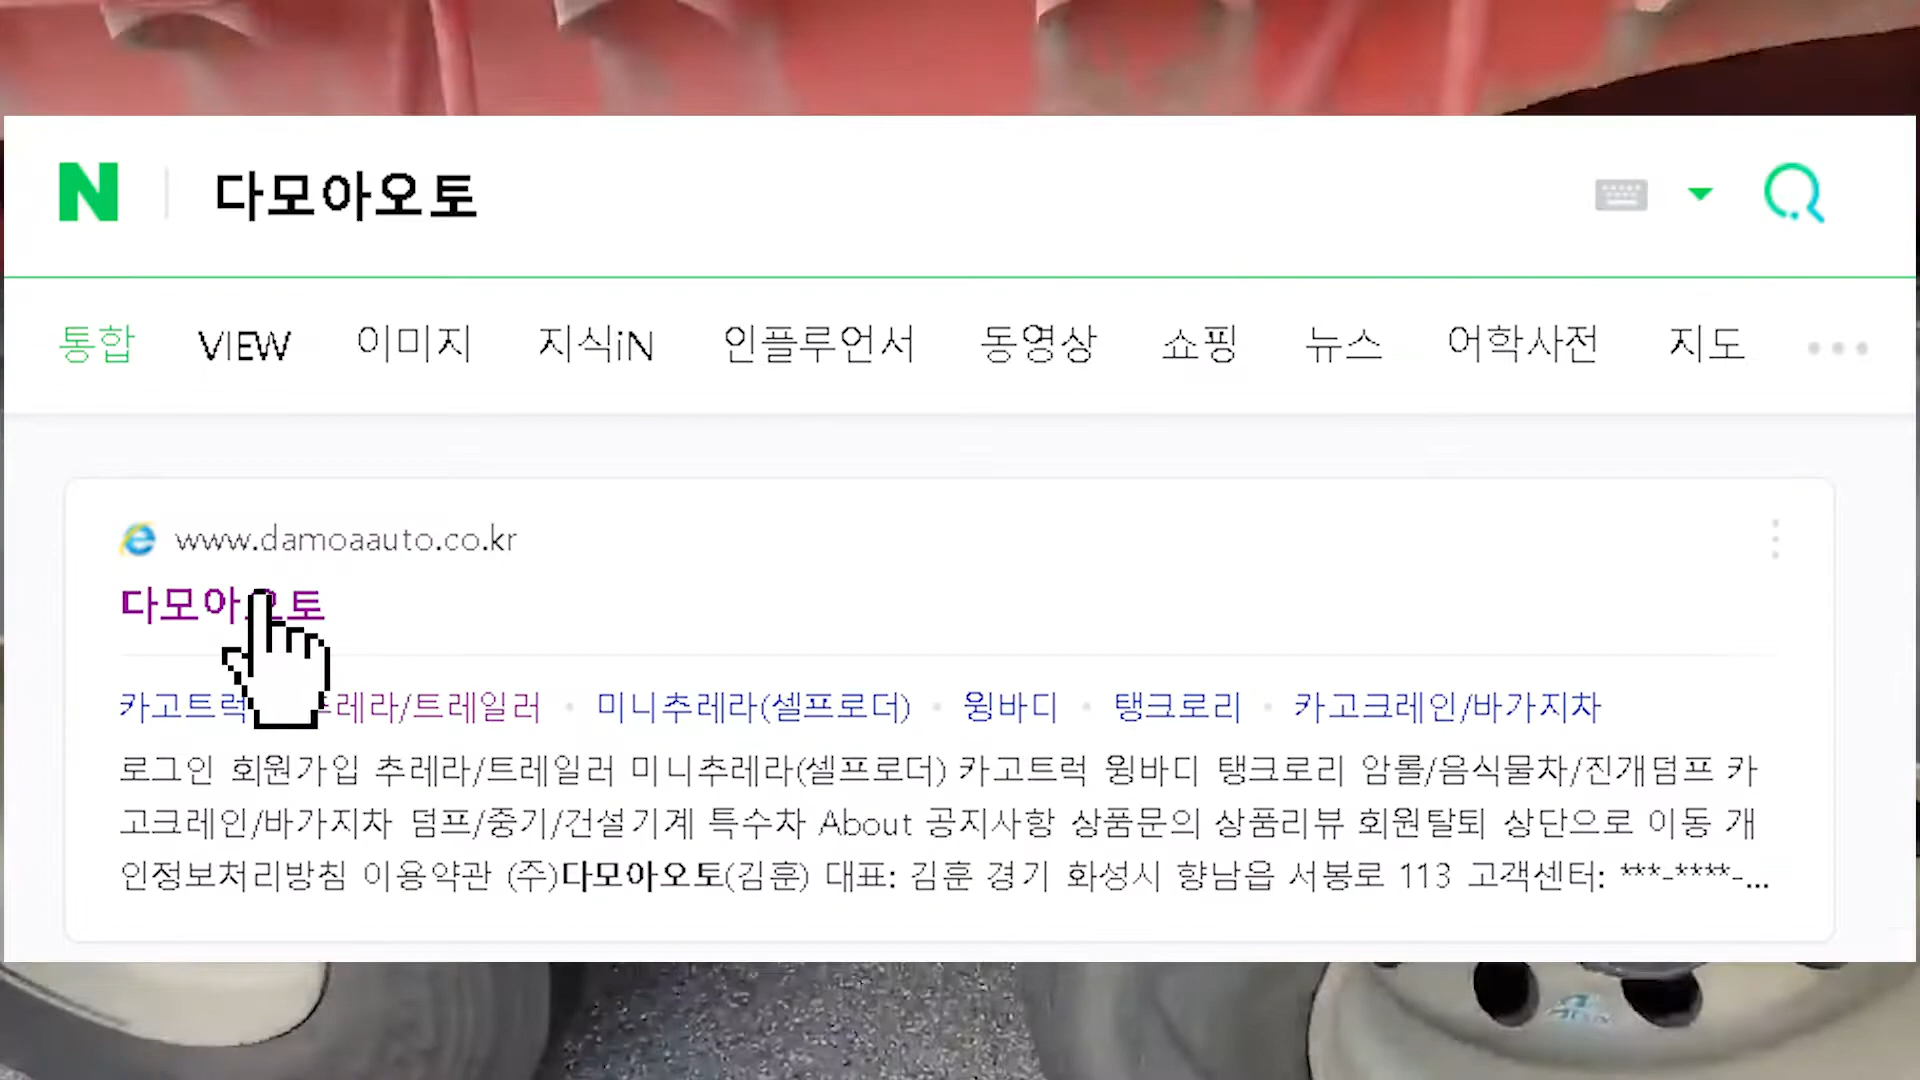 N 다모아오토
통합 VIEW 이미지 지식iN 인플루언서 동영상 쇼핑 뉴스 어학사전 지도
www.damoaauto.co.kr
다모아오토
카고트럭 추레라/트레일러 · 미니추레라(셀프로더) · 윙바디 · 탱크로리 · 카고크레인/바가지차
로그인 회원가입 추레라/트레일러 미니추레라(셀프로더) 카고트럭 윙바디 탱크로리 암롤/음식물차/진개덤프 카
고크레인/바가지차 덤프/중기/건설기계 특수차 About 공지사항 상품문의 상품리뷰 회원탈퇴 상단으로 이동 개
인정보처리방침 이용약관 (주)다모아오토(김훈) 대표: 김훈 경기 화성시 향남읍 서봉로 113 고객센터: ***-****-...